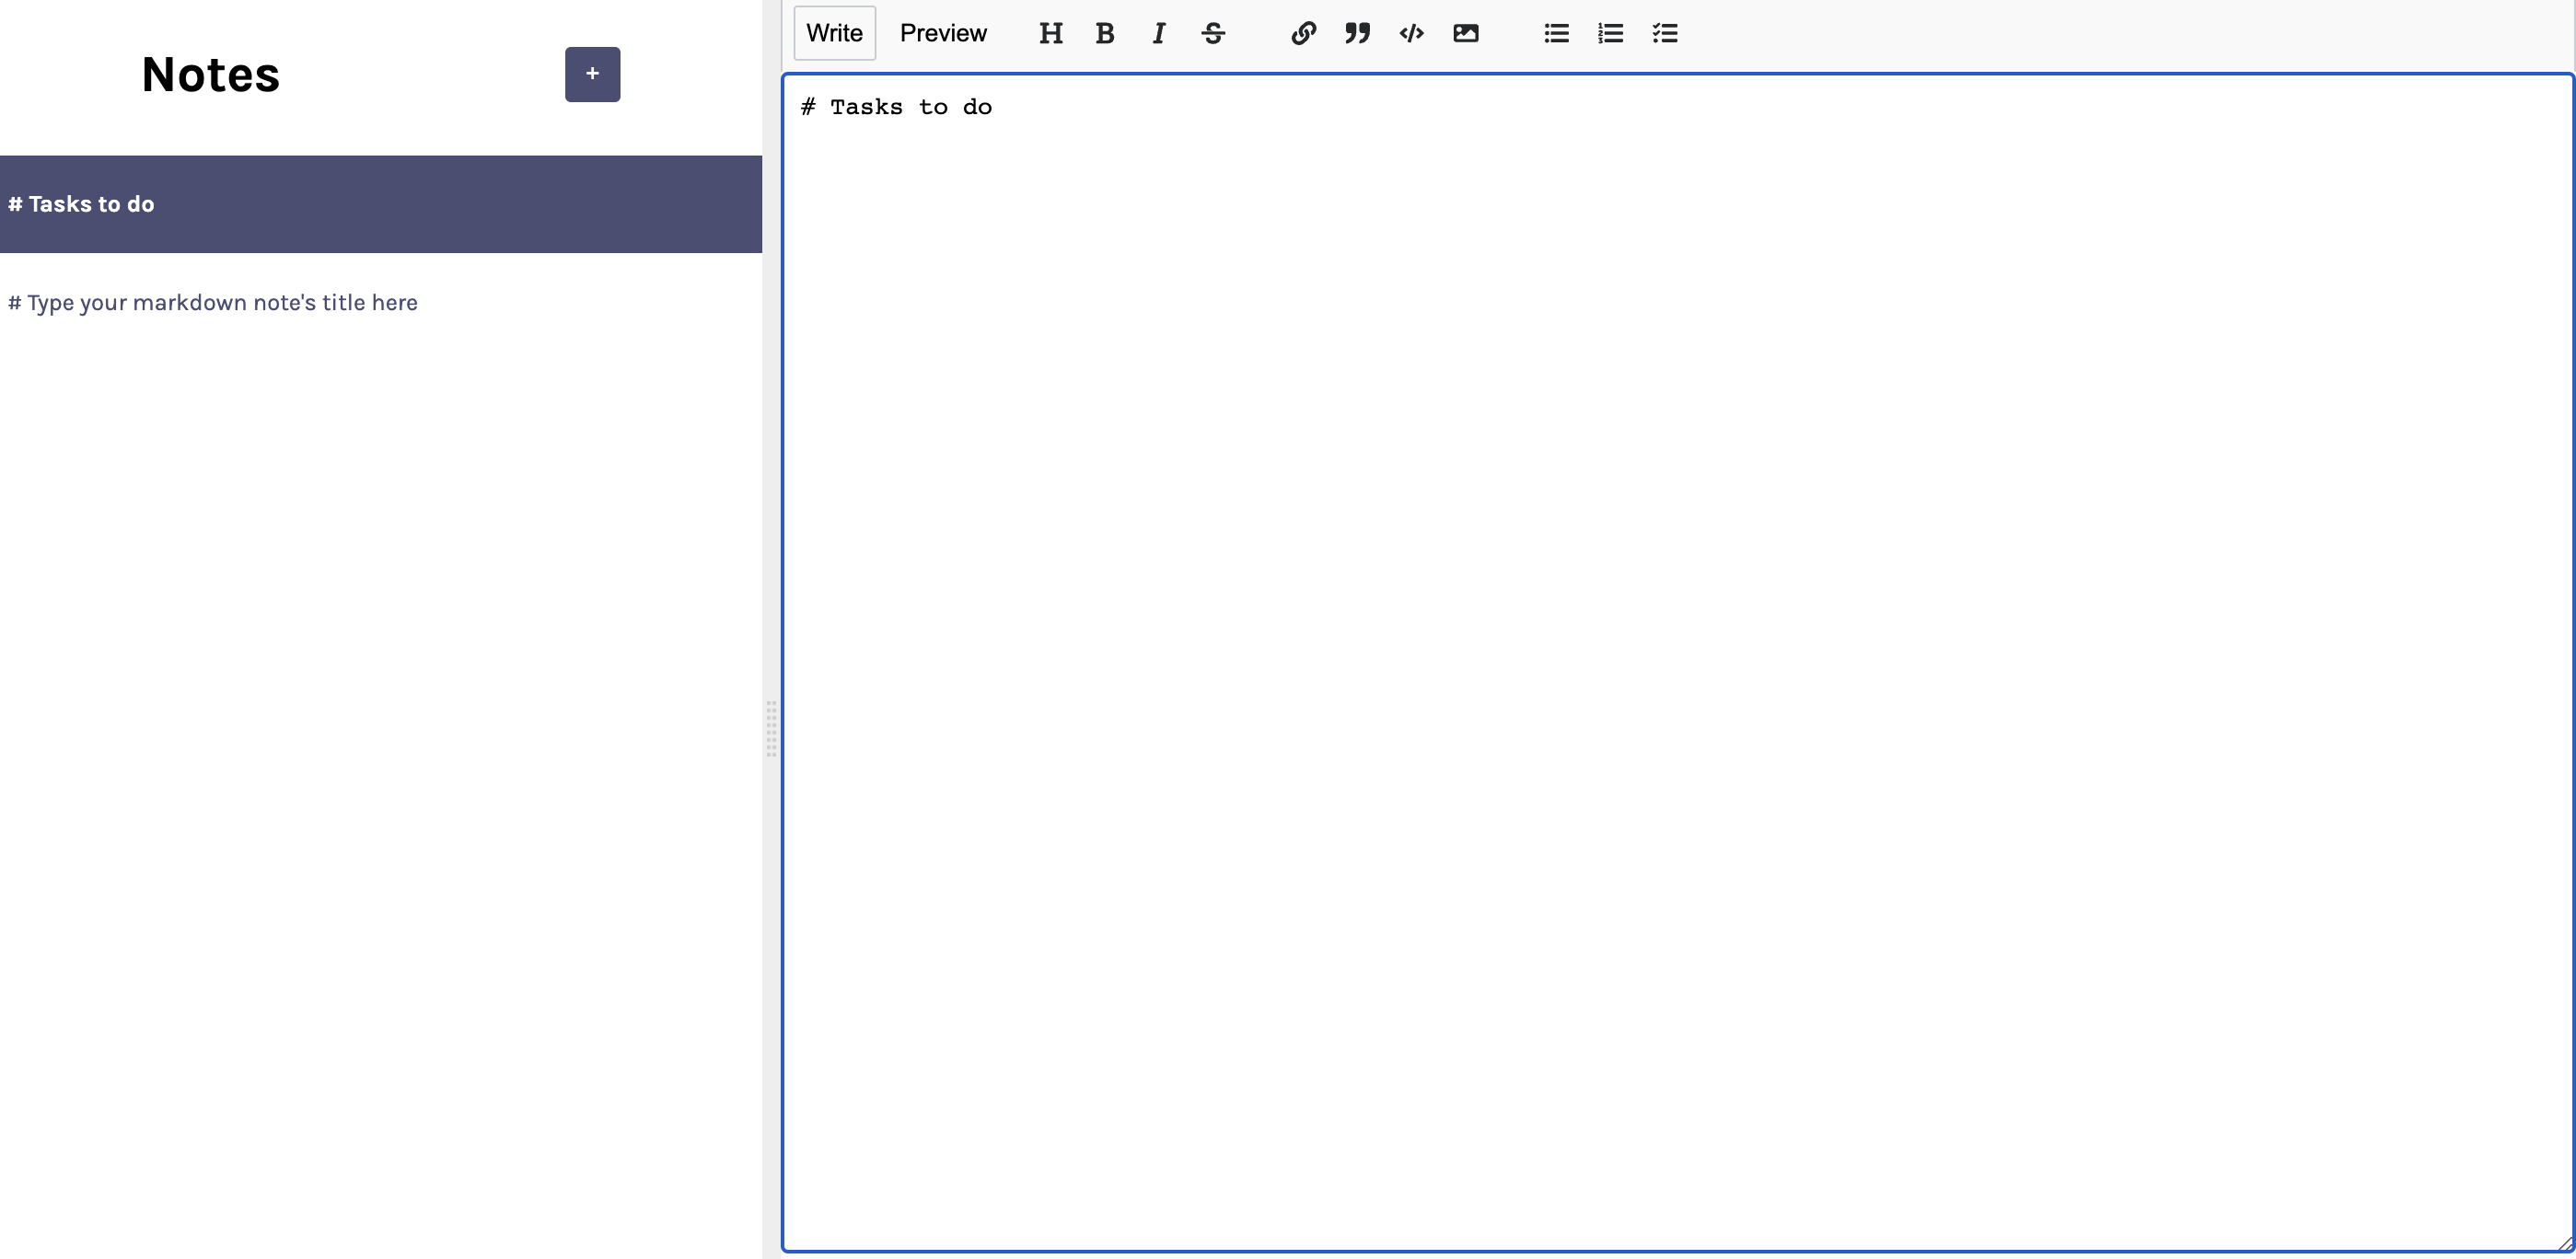 Notes
+
# Tasks to do
# Type your markdown note's title here
Write Preview H B I S
# Tasks to do